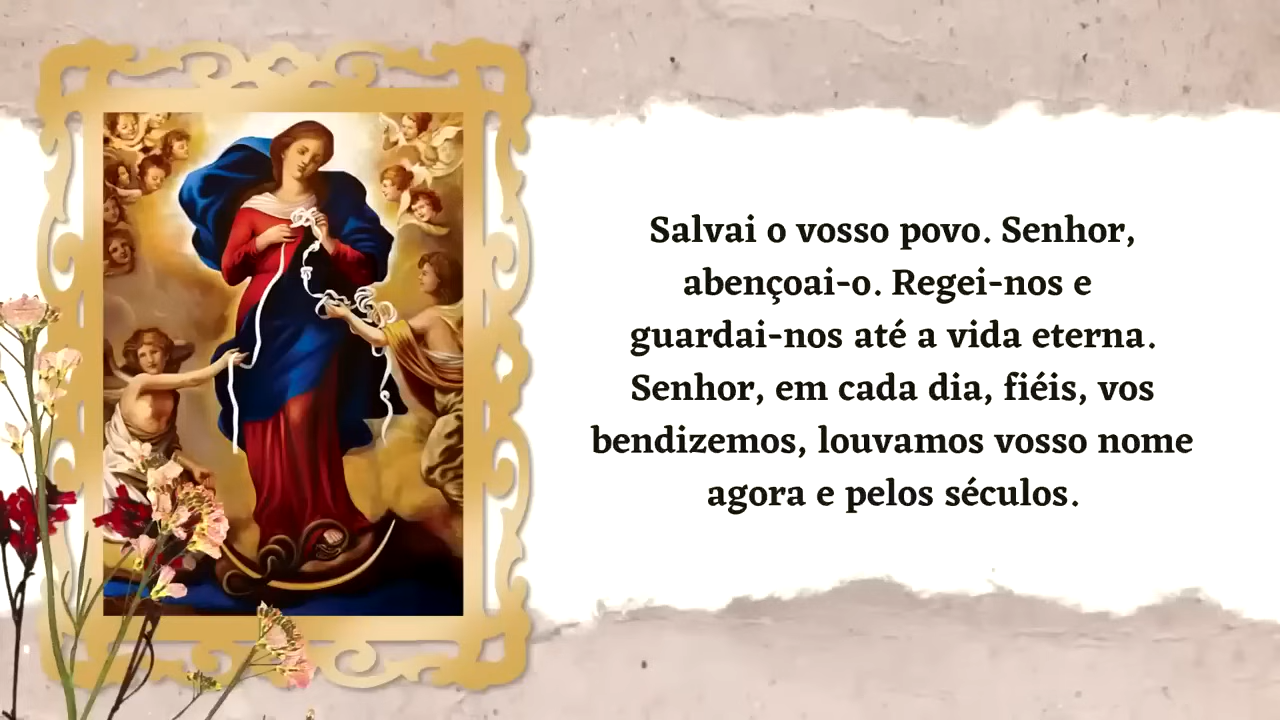 Salvai o vosso povo. Senhor,
abençoai-o. Regei-nos e
guardai-nos até a vida eterna.
Senhor, em cada dia, fiéis, vos
bendizemos, louvamos vosso nome
agora e pelos séculos.